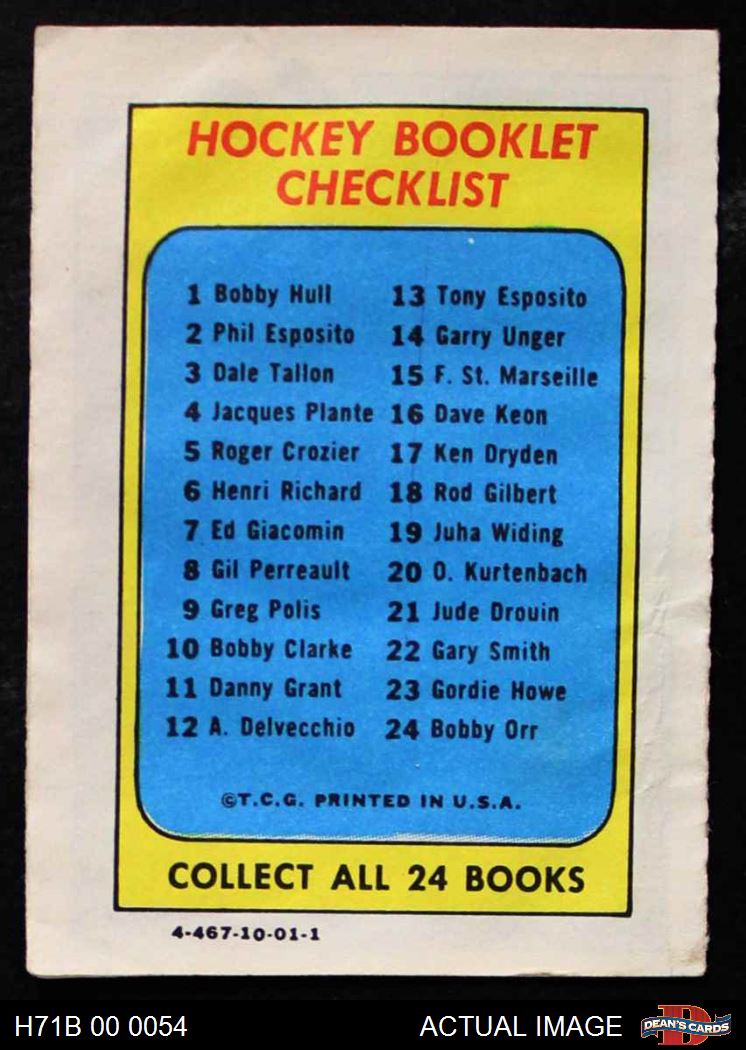 HOCKEY BOOKLET
CHECKLIST
1 Bobby Hull
2 Phil Esposito
3 Dale Tallon
4 Jacques Plante
5 Roger Crozier
6 Henri Richard
7 Ed Giacomin
8 Gil Perreault
9 Greg Polis
10 Bobby Clarke
11 Danny Grant
12 A. Delvecchio
13 Tony Esposito
14 Garry Unger
15 F. St. Marseille
16 Dave Keon
17 Ken Dryden
18 Rod Gilbert
19 Juha Widing
20 O. Kurtenbach
21 Jude Drouin
22 Gary Smith
23 Gordie Howe
24 Bobby Orr
©T.C.G. PRINTED IN U.S.A.
COLLECT ALL 24 BOOKS
4-467-10-01-1
H71B 00 0054
ACTUAL IMAGE
DEAN'S CARDS